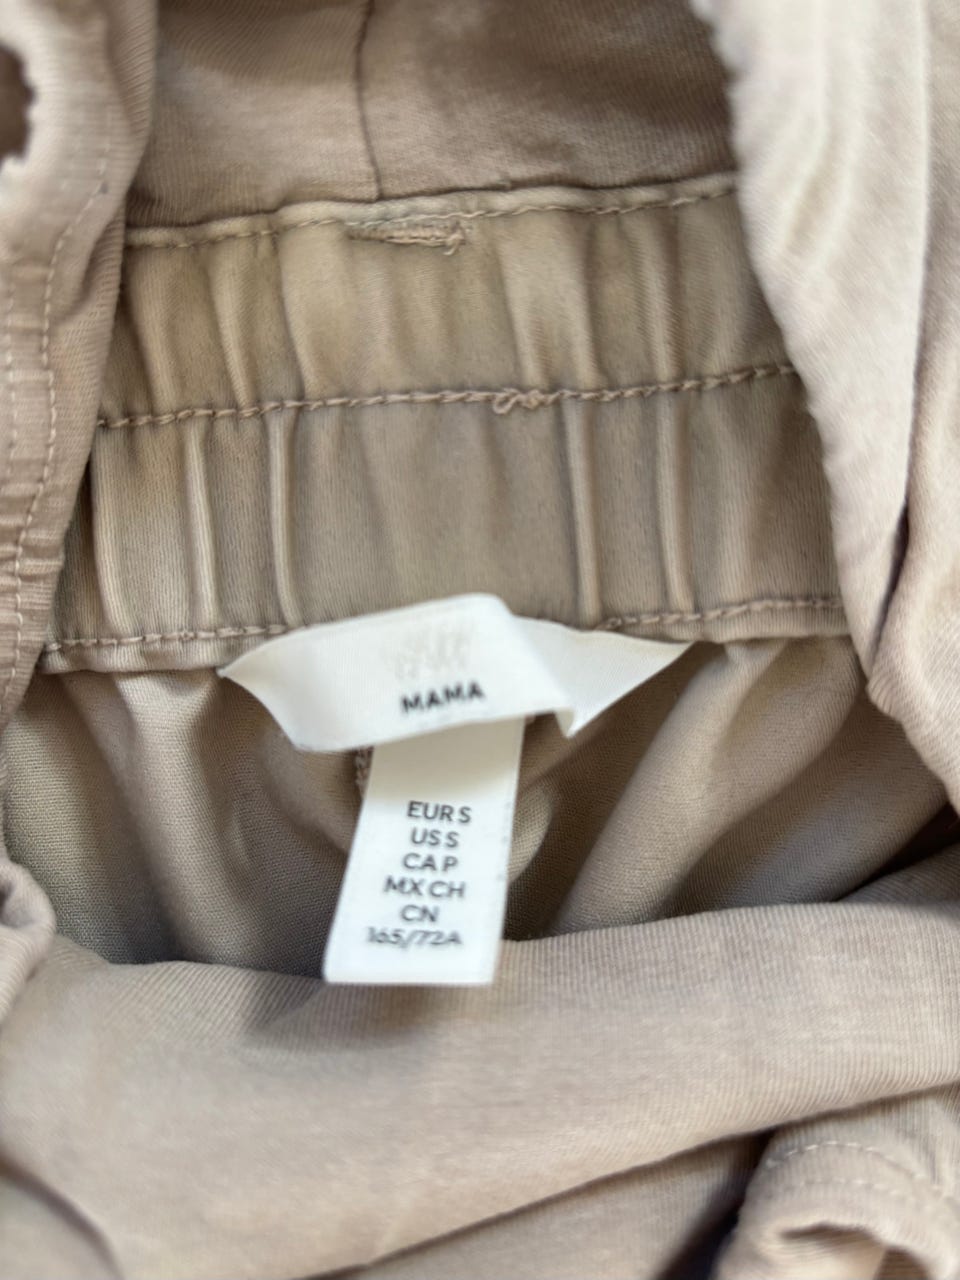 MAMA
EUR S
US S
CA P
MX CH
CN
165/72A